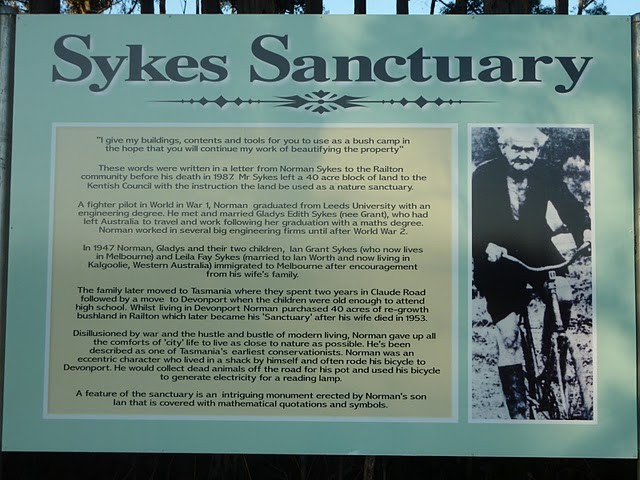 Sykes Sanctuary
"I give my buildings, contents and tools for you to use as a bush camp in
the hope that you will continue my work of beautifying the property"
These words were written in a letter from Norman Sykes to the Railton
community before his death in 1987. Mr Sykes left a 40 acre block of land to the
Kentish Council with the instruction the land be used as a nature sanctuary.
A fighter pilot in World in War 1, Norman graduated from Leeds University with an
engineering degree. He met and married Gladys Edith Sykes (nee Grant), who had
left Australia to travel and work following her graduation with a maths degree.
Norman worked in several big engineering firms until after World War 2.
In 1947 Norman, Gladys and their two children, Ian Grant Sykes (who now lives
in Melbourne) and Leila Fay Sykes (married to Ian Worth and now living in
Kalgoolie, Western Australia) immigrated to Melbourne after encouragement
from his wife's family.
The family later moved to Tasmania where they spent two years in Claude Road
followed by a move to Devonport when the children were old enough to attend
high school. Whilst living in Devonport Norman purchased 40 acres of re-growth
bushland in Railton which later became his 'Sanctuary' after his wife died in 1953.
Disillusioned by war and the hustle and bustle of modern living, Norman gave up all
the comforts of 'city' life to live as close to nature as possible. He's been
described as one of Tasmania's earliest conservationists. Norman was an
eccentric character who lived in a shack by himself and often rode his bicycle to
Devonport. He would collect dead animals off the road for his pot and used his bicycle
to generate electricity for a reading lamp.
A feature of the sanctuary is an intriguing monument erected by Norman's son
Ian that is covered with mathematical quotations and symbols.